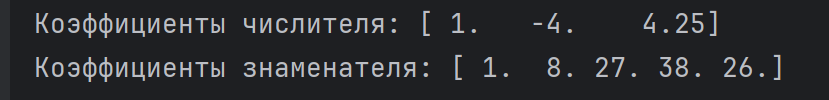 Коэффициенты числителя: [ 1.   -4.    4.25]
Коэффициенты знаменателя: [ 1.  8. 27. 38. 26.]